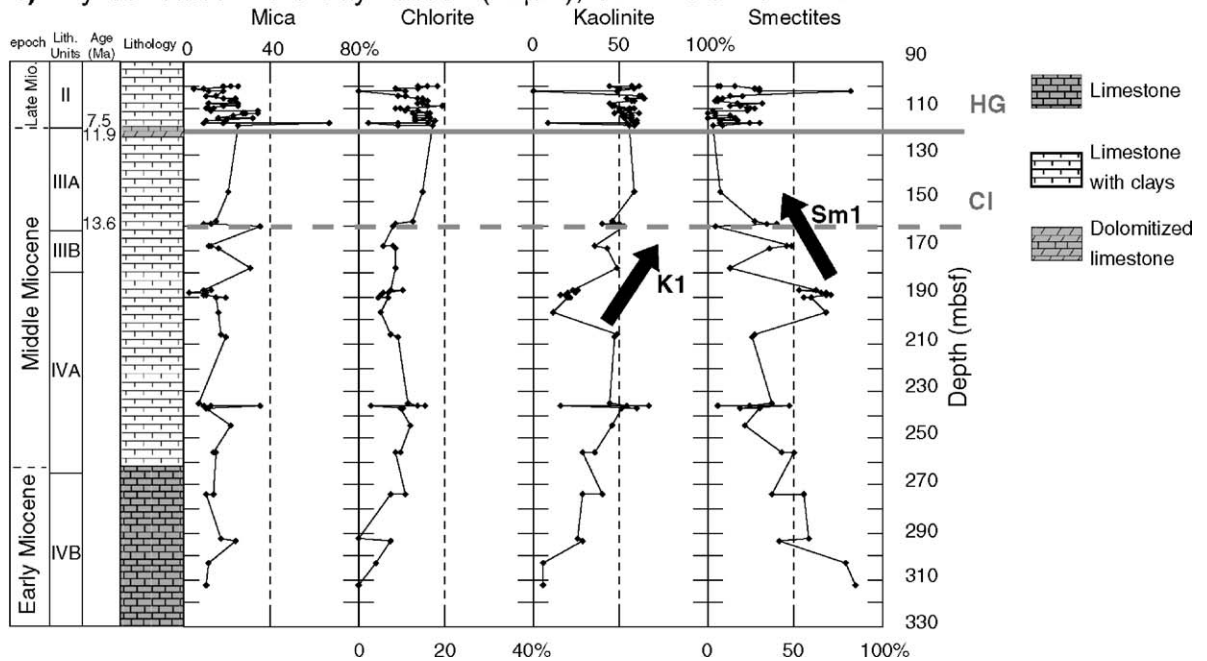 Mica Chlorite Kaolinite Smectites
epoch Lith. Units Age (Ma) Lithology 0 40 80% 0 50 100% 90
Late Mio. II 110 HG
7.5
11.9
130
IIIA 150 CI
Sm1
13.6
IIIB 170
K1
190
Middle Miocene IVA 210
230
250
270
Early Miocene IVB 290
310
330
0 20 40% 0 50 100%
Depth (mbsf)
Limestone
Limestone
with clays
Dolomitized
limestone